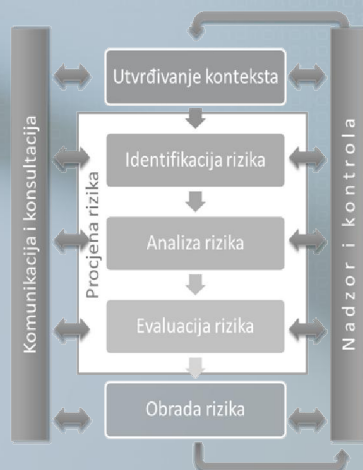 Komunikacija i konsultacija
Utvrđivanje konteksta
Procjena rizika
Identifikacija rizika
Analiza rizika
Evaluacija rizika
Obrada rizika
Nadzor i kontrola